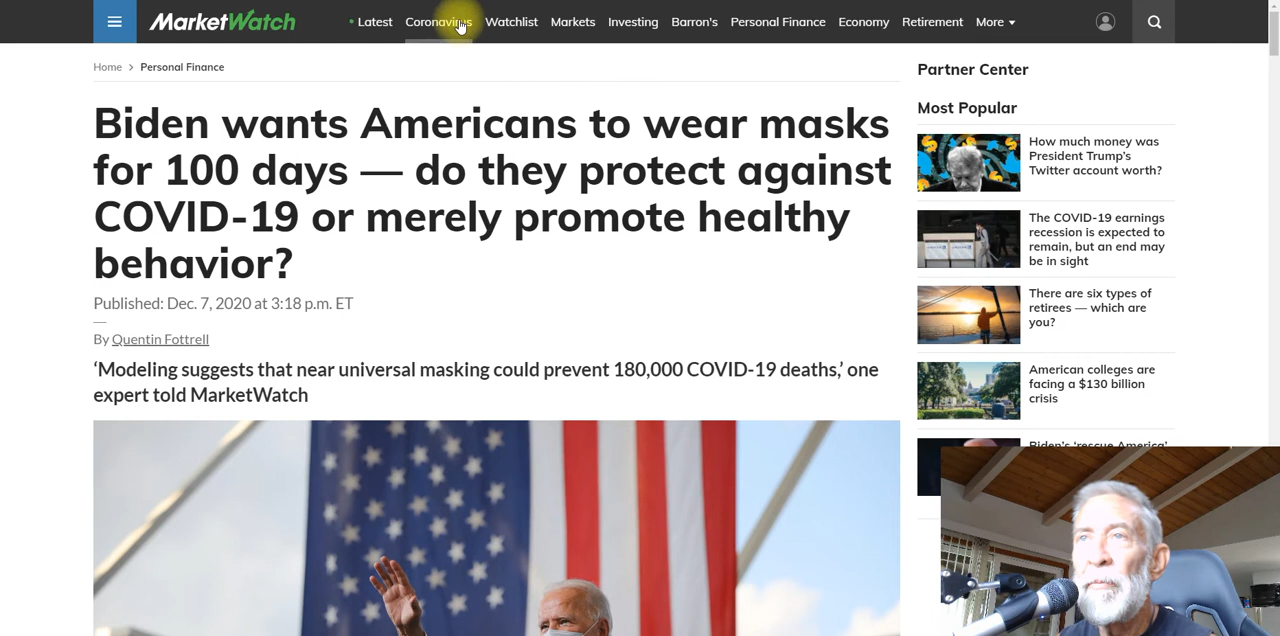 MarketWatch
Latest Coronavirus Watchlist Markets Investing Barron's Personal Finance Economy Retirement More
Home > Personal Finance
Biden wants Americans to wear masks
for 100 days — do they protect against
COVID-19 or merely promote healthy
behavior?
Published: Dec. 7, 2020 at 3:18 p.m. ET
By Quentin Fottrell
‘Modeling suggests that near universal masking could prevent 180,000 COVID-19 deaths,’ one
expert told MarketWatch
Partner Center
Most Popular
How much money was
President Trump’s
Twitter account worth?
The COVID-19 earnings
recession is expected to
remain, but an end may
be in sight
There are six types of
retirees — which are
you?
American colleges are
facing a $130 billion
crisis
Biden’s ‘rescue America’